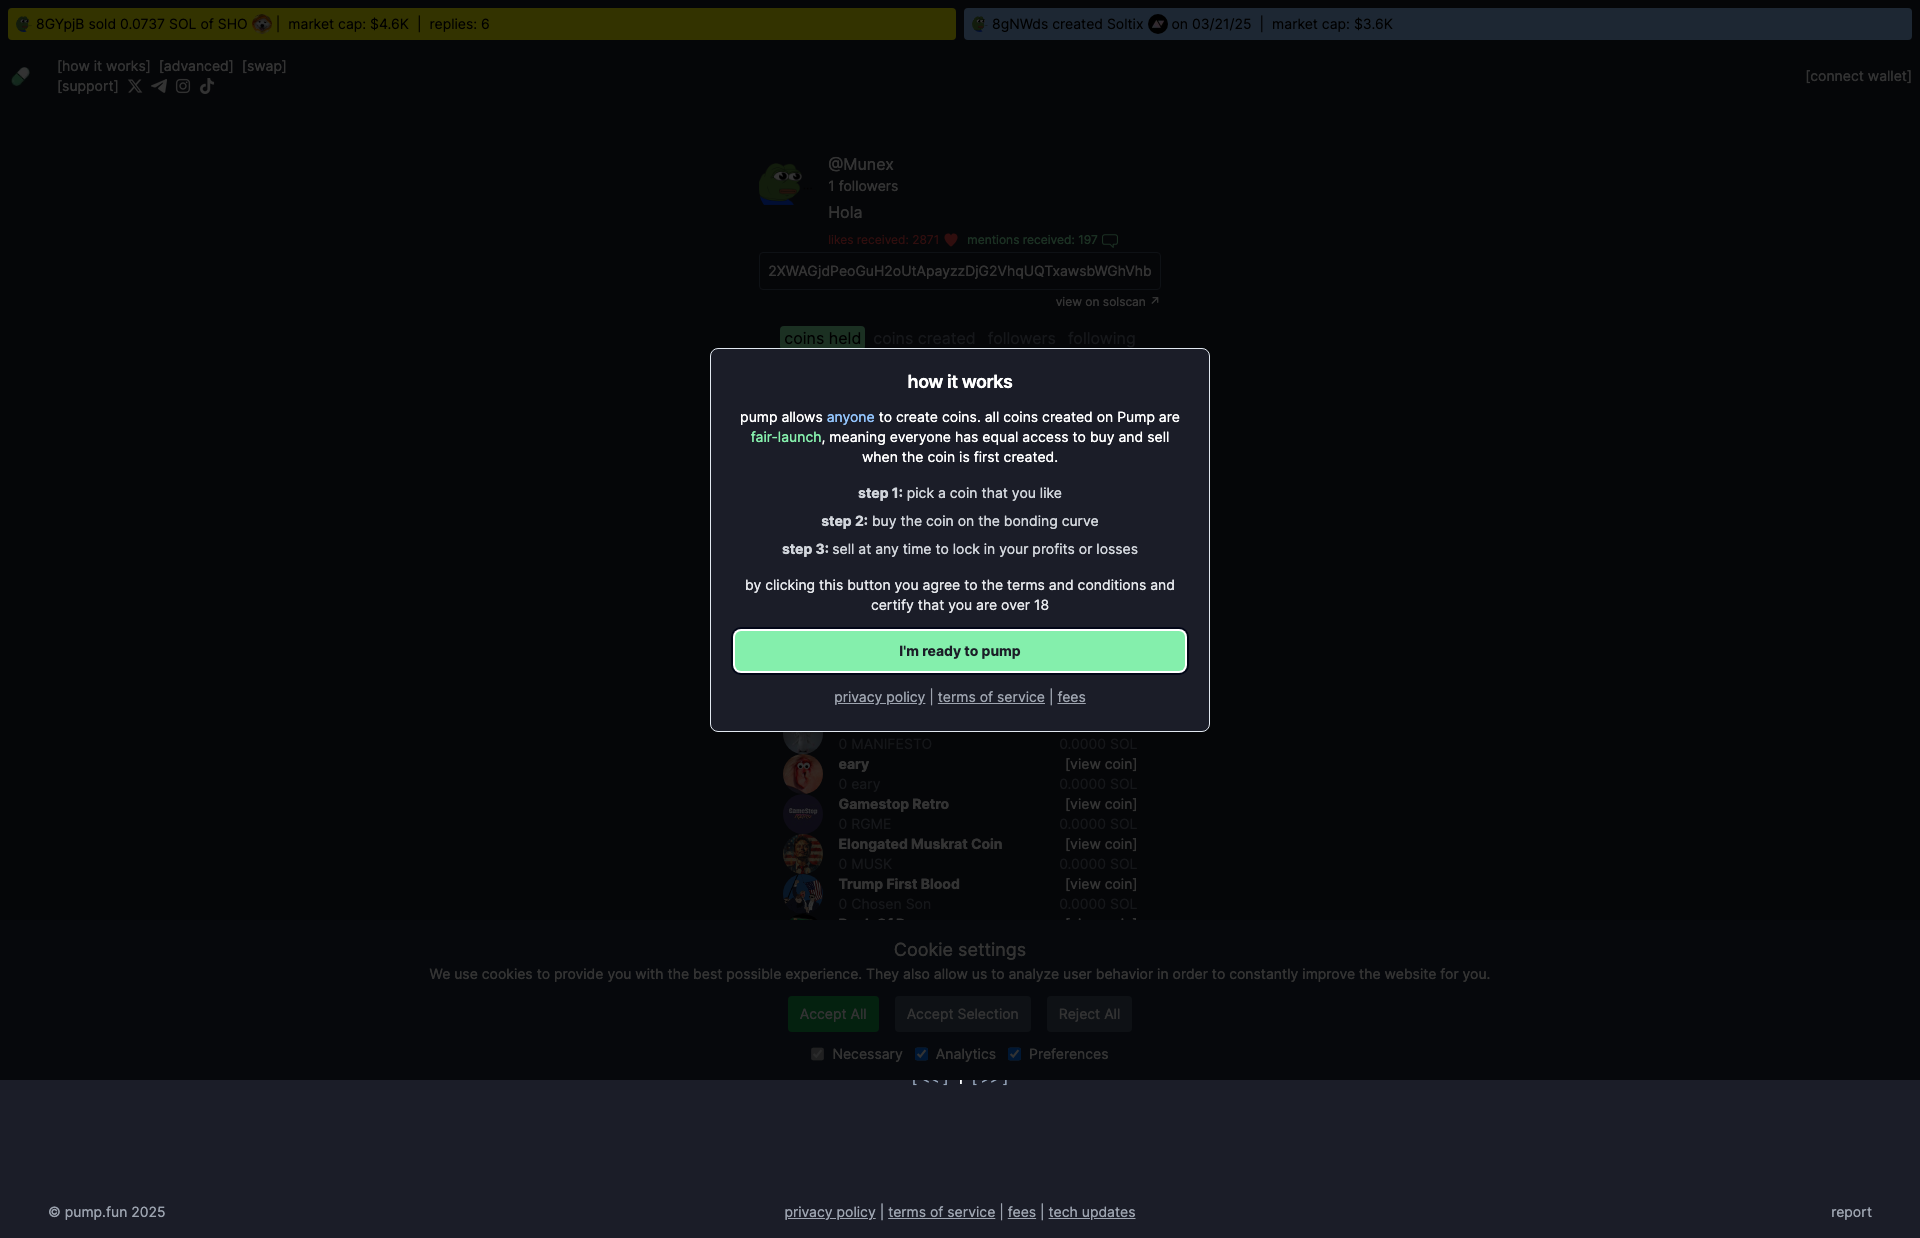 8GYpjB sold 0.0737 SOL of SHO | market cap: $4.6K | replies: 6
8gNWds created Soltix on 03/21/25 | market cap: $3.6K
[how it works] [advanced] [swap]
[support]
[connect wallet]
@Munex
1 followers
Hola
likes received: 2871 mentions received: 197
2XWAGjdPeoGuH2oUtApayzzDjG2VhqUQTxawsbWGhVhb
view on solscan ↗
coins held coins created followers following
how it works
pump allows anyone to create coins. all coins created on Pump are
fair-launch, meaning everyone has equal access to buy and sell
when the coin is first created.
step 1: pick a coin that you like
step 2: buy the coin on the bonding curve
step 3: sell at any time to lock in your profits or losses
by clicking this button you agree to the terms and conditions and
certify that you are over 18
I'm ready to pump
privacy policy | terms of service | fees
0 MANIFESTO 0.0000 SOL
eary [view coin]
0 eary 0.0000 SOL
Gamestop Retro [view coin]
0 RGME 0.0000 SOL
Elongated Muskrat Coin [view coin]
0 MUSK 0.0000 SOL
Trump First Blood [view coin]
0 Chosen Son 0.0000 SOL
Cookie settings
We use cookies to provide you with the best possible experience. They also allow us to analyze user behavior in order to constantly improve the website for you.
Accept All Accept Selection Reject All
Necessary Analytics Preferences
© pump.fun 2025
privacy policy | terms of service | fees | tech updates
report